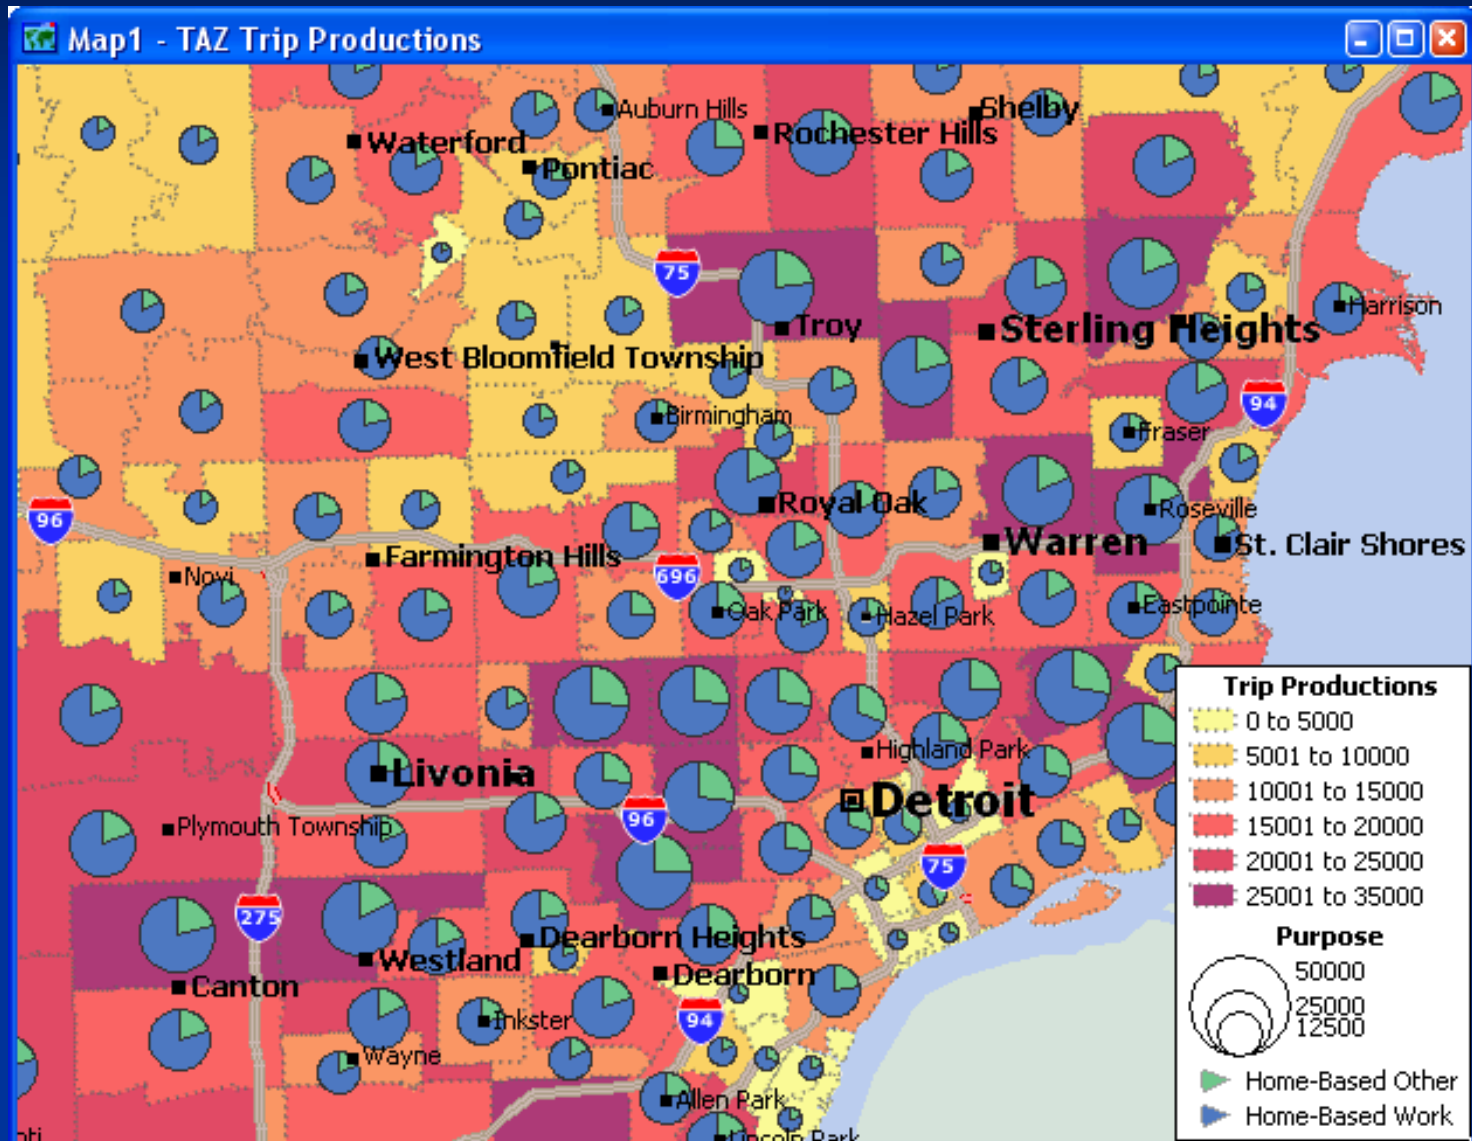 Map1 - TAZ Trip Productions
Auburn Hills
Shelby
Rochester Hills
Waterford
Pontiac
75
Harrison
Troy
Sterling Heights
West Bloomfield Township
94
Birmingham
Fraser
Royal Oak
Roseville
96
Warren
St. Clair Shores
Farmington Hills
Novi
696
Oak Park
Hazel Park
Eastpointe
Highland Park
Livonia
Detroit
96
Plymouth Township
75
275
Dearborn Heights
Westland
Dearborn
Canton
94
Inkster
Wayne
Allen Park
Lincoln Park
Trip Productions
0 to 5000
5001 to 10000
10001 to 15000
15001 to 20000
20001 to 25000
25001 to 35000
Purpose
50000
25000
12500
Home-Based Other
Home-Based Work